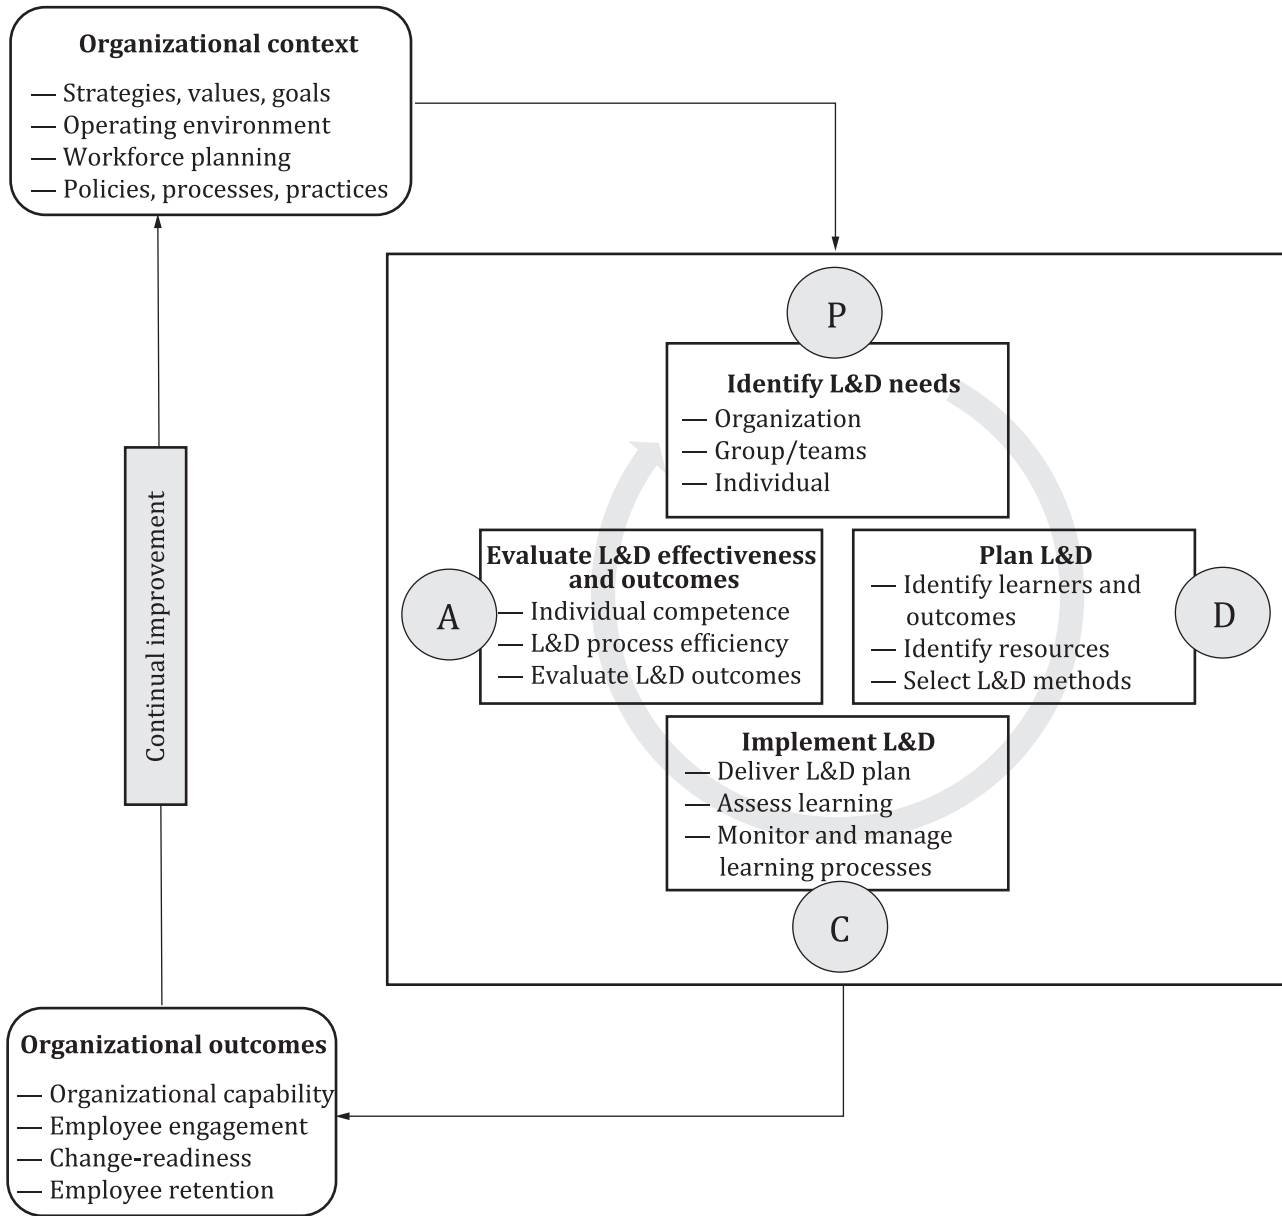 Organizational context
— Strategies, values, goals
— Operating environment
— Workforce planning
— Policies, processes, practices
P
Identify L&D needs
— Organization
— Group/teams
— Individual
Evaluate L&D effectiveness
and outcomes
— Individual competence
— L&D process efficiency
— Evaluate L&D outcomes
A
Plan L&D
— Identify learners and
outcomes
— Identify resources
— Select L&D methods
D
Implement L&D
— Deliver L&D plan
— Assess learning
— Monitor and manage
learning processes
C
Continual improvement
Organizational outcomes
— Organizational capability
— Employee engagement
— Change-readiness
— Employee retention